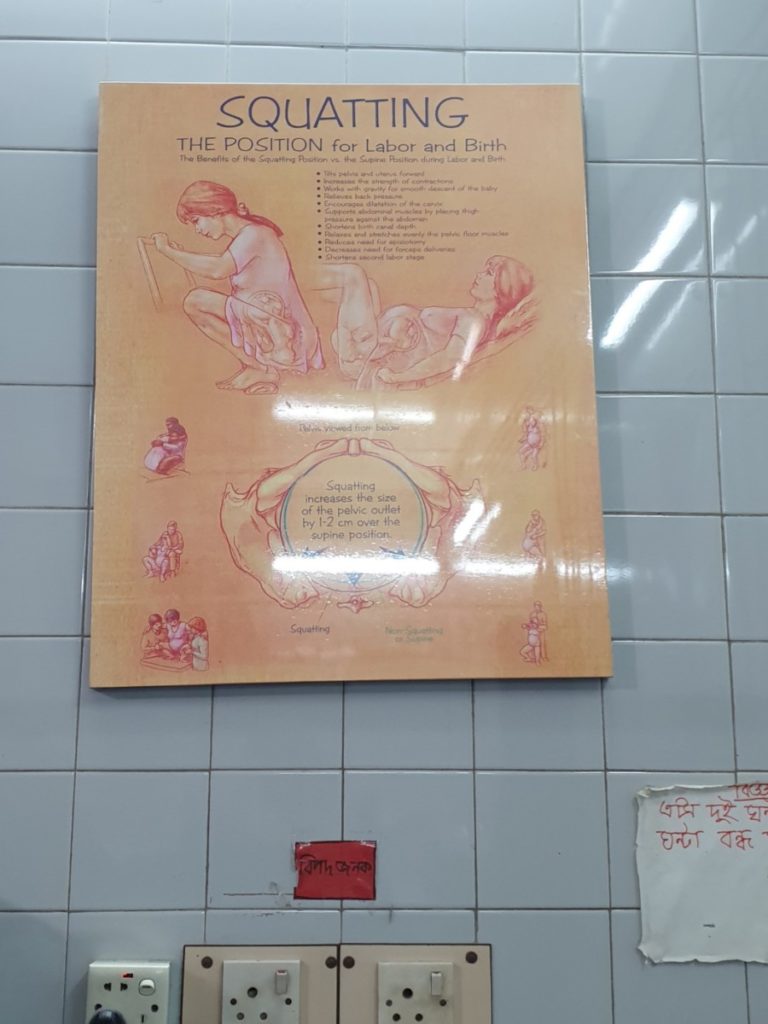 SQUATTING
THE POSITION for Labor and Birth
The Benefits of the Squatting Position vs. the Supine Position during Labor and Birth
• Tilts pelvis and uterus forward
• Increases the strength of contractions
• Works with gravity for smooth descent of the baby
• Relieves back pressure
• Encourages dilatation of the cervix
• Supports abdominal muscles by placing thigh
pressure against the abdomen
• Shortens birth canal depth
• Relaxes and stretches evenly the pelvic floor muscles
• Reduces need for episiotomy
• Decreases need for forceps deliveries
• Shortens second labor stage
Pelvis viewed from below
Squatting
increases the size
of the pelvic outlet
by 1-2 cm over the
supine position.
Squatting
Non-Squatting
or Supine
এসি দুই
ঘন্টা বন্ধ
বিপদ জনক